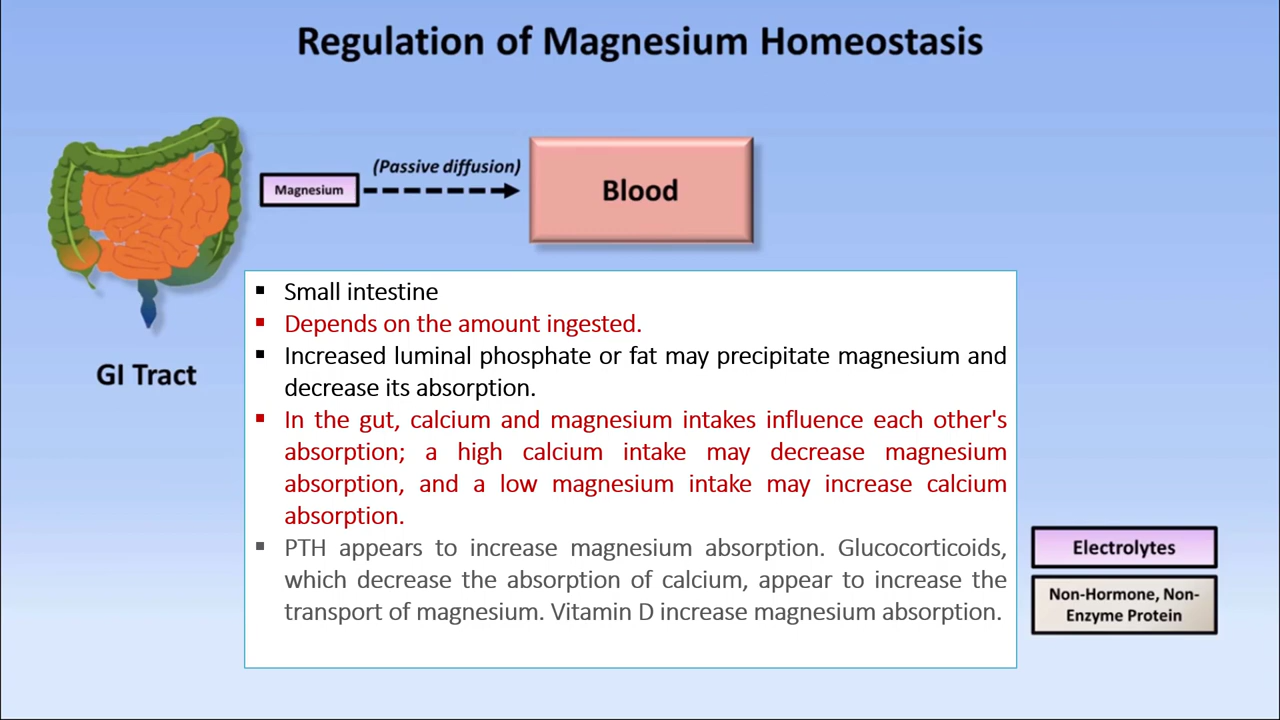 Regulation of Magnesium Homeostasis
(Passive diffusion)
Magnesium
Blood
GI Tract
▪ Small intestine
▪ Depends on the amount ingested.
▪ Increased luminal phosphate or fat may precipitate magnesium and
decrease its absorption.
▪ In the gut, calcium and magnesium intakes influence each other's
absorption; a high calcium intake may decrease magnesium
absorption, and a low magnesium intake may increase calcium
absorption.
▪ PTH appears to increase magnesium absorption. Glucocorticoids,
which decrease the absorption of calcium, appear to increase the
transport of magnesium. Vitamin D increase magnesium absorption.
Electrolytes
Non-Hormone, Non-
Enzyme Protein